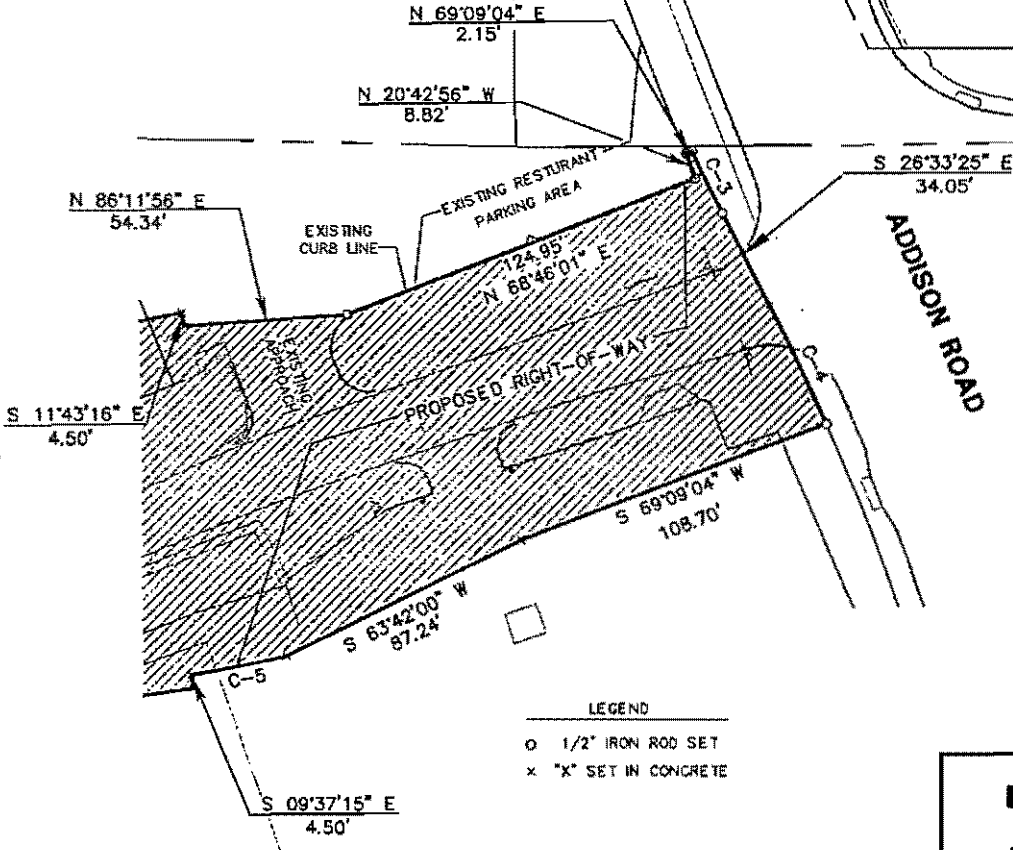 N 69°09'04" E
2.15'
N 20°42'56" W
8.82'
C-3
S 26°33'25" E
34.05'
N 86°11'56" E
54.34'
EXISTING RESTURANT
PARKING AREA
EXISTING
CURB LINE
124.95'
N 68°46'01" E
ADDISON ROAD
EXISTING
APPROACH
PROPOSED RIGHT-OF-WAY
C-4
S 11°43'16" E
4.50'
S 69°09'04" W
108.70'
S 63°42'00" W
87.24'
C-5
LEGEND
o 1/2" IRON ROD SET
x "X" SET IN CONCRETE
S 09°37'15" E
4.50'